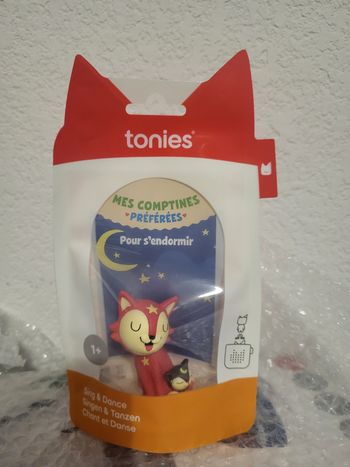 tonies®
MES COMPTINES
PRÉFÉRÉES
Pour s'endormir
1+
Sing & Dance
Singen & Tanzen
Chant et Danse